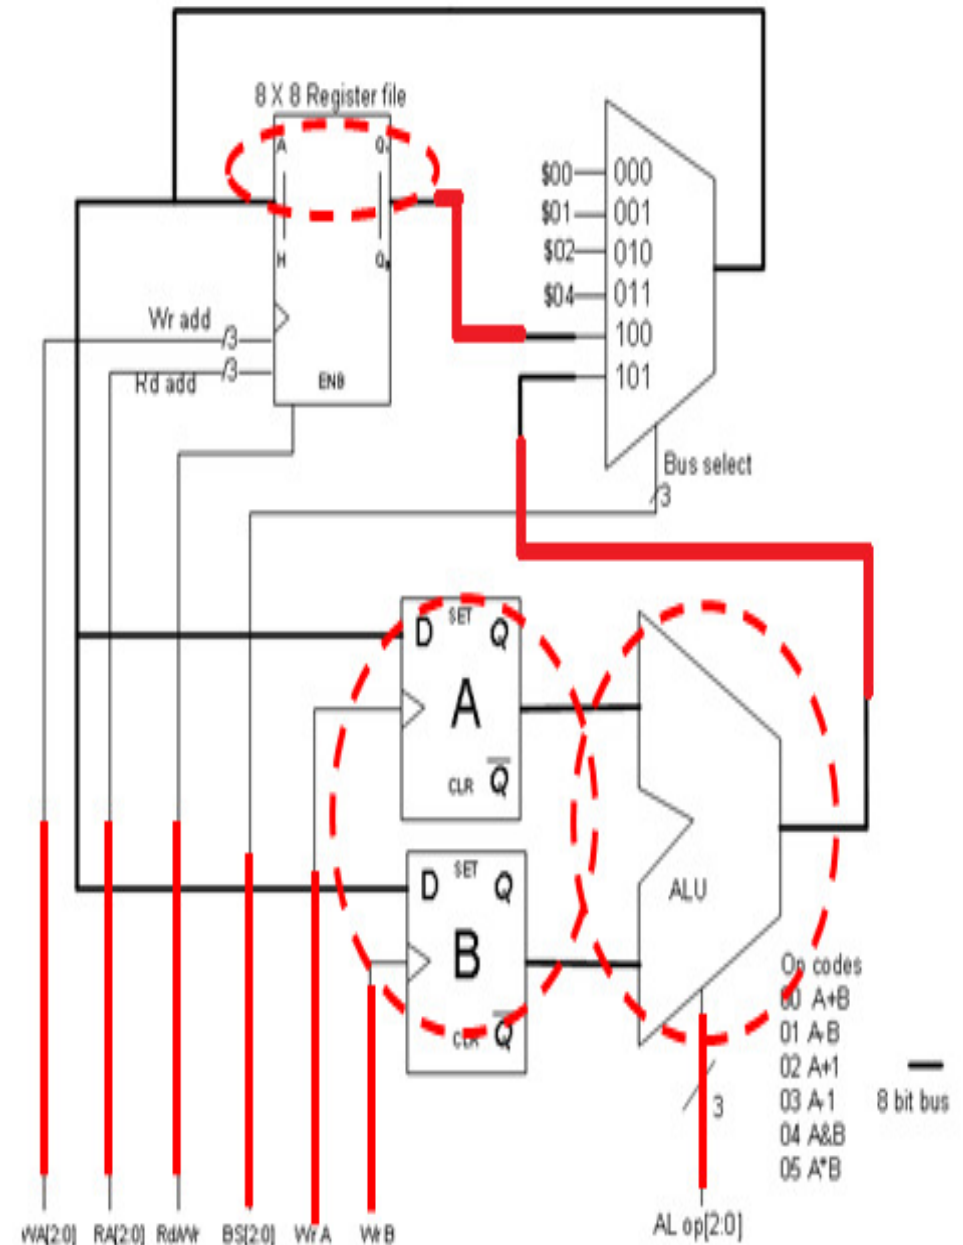 8 X 8 Register file
A Q
H Q
Wr add /3
Rd add /3
ENB
$00 000
$01 001
$02 010
$04 011
100
101
Bus select
/3
SET
D Q
A
CLR Q
SET
D Q
B
CLR Q
ALU
Op codes
00 A+B
01 A-B
02 A+1
03 A-1
04 A&B
05 A*B
8 bit bus
3
WA[2:0] RA[2:0] Rd/Wr BS[2:0] Wr A Wr B AL op[2:0]